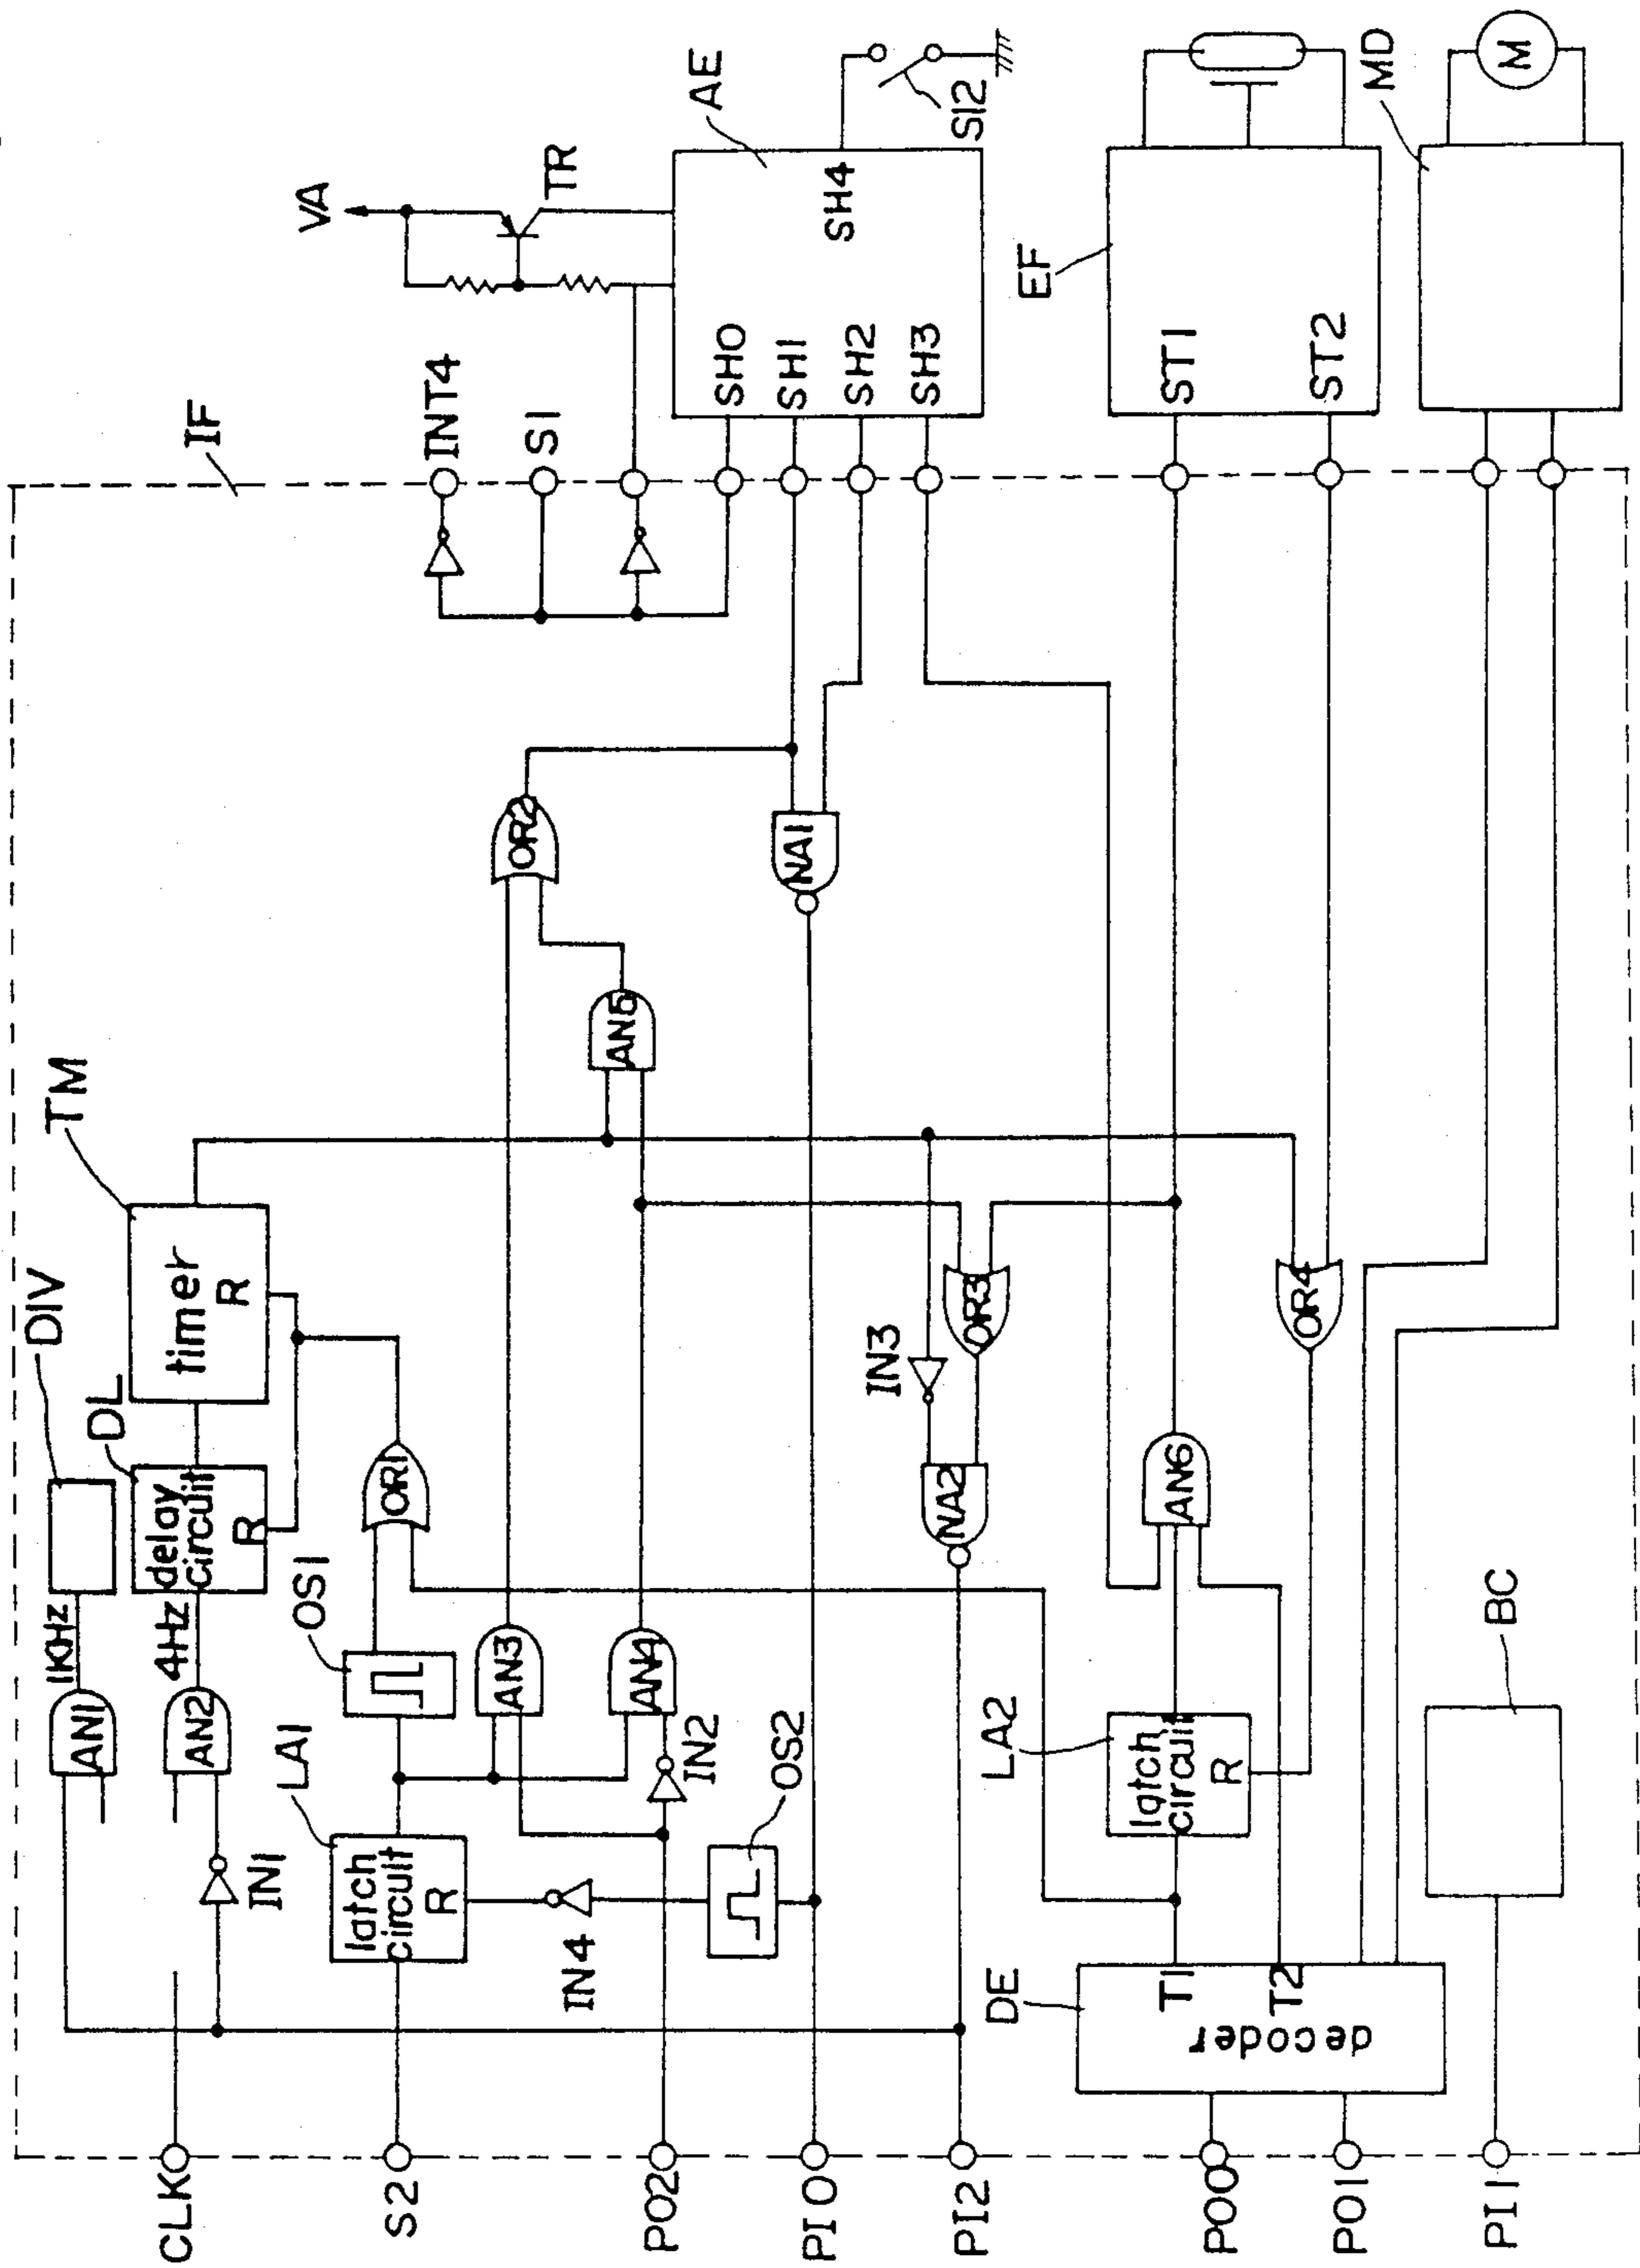 CLK
1KHz
AN1
DIV
TM
4Hz
AN2
DL
delay
circuit
R
timer
R
IN1
IF
VA
S2
LA1
latch
circuit
R
OS1
OR1
INT4
AN3
OR2
S1
TR
IN4
PO2
AN4
IN2
AN5
OS2
PI0
NA1
SH0
SH1
SH2
SH3
SH4
AE
S12
PI2
NA2
IN3
OR3
DE
T1
T2
decoder
LA2
latch
circuit
R
AN6
OR4
EF
ST1
ST2
PO0
PO1
MD
M
PI1
BC